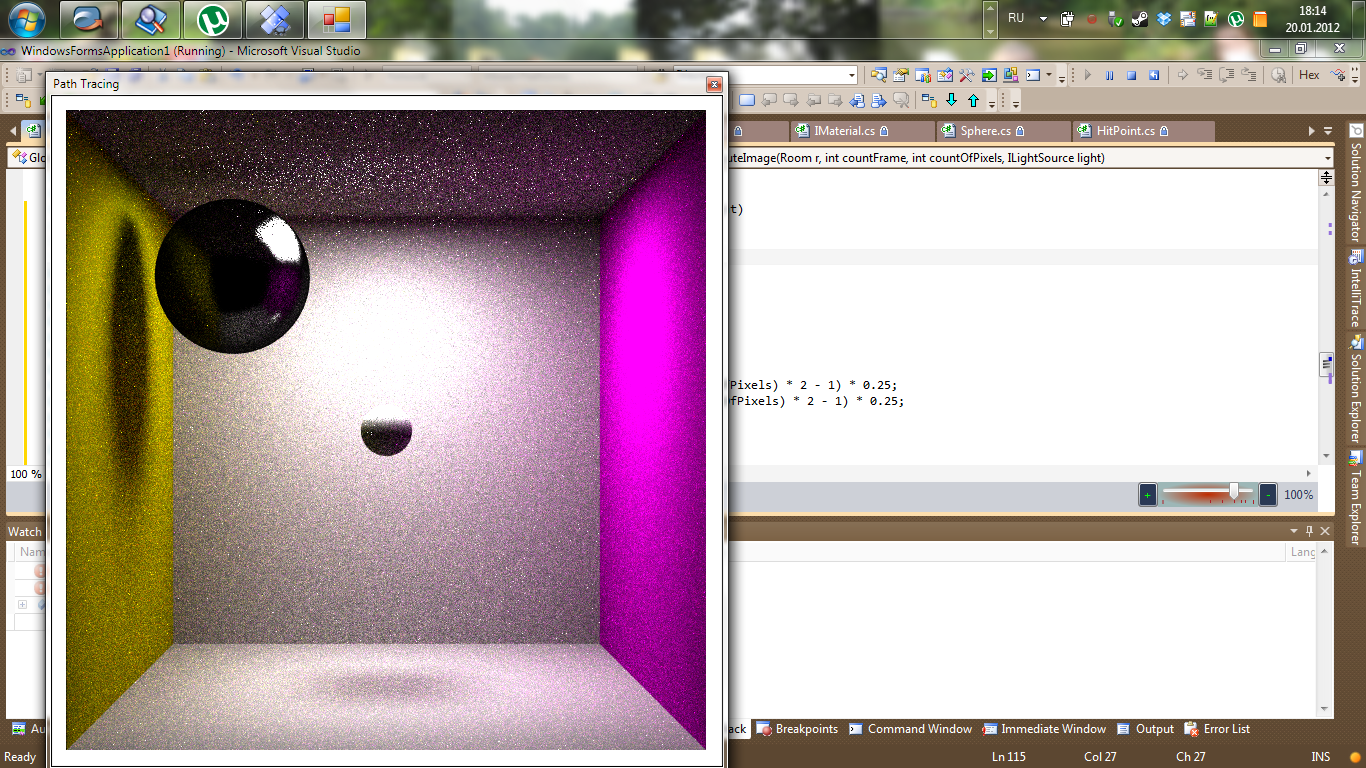 RU
18:14
20.01.2012
WindowsFormsApplication1 (Running) - Microsoft Visual Studio
Hex
Path Tracing
IMaterial.cs
Sphere.cs
HitPoint.cs
Glo
uteImage(Room r, int countFrame, int countOfPixels, ILightSource light)
t)
Pixels) * 2 - 1) * 0.25;
fPixels) * 2 - 1) * 0.25;
100 %
100%
Solution Navigator
IntelliTrace
Solution Explorer
Team Explorer
Watch
Nam
Lang
Au
ack
Breakpoints
Command Window
Immediate Window
Output
Error List
Ready
Ln 115
Col 27
Ch 27
INS